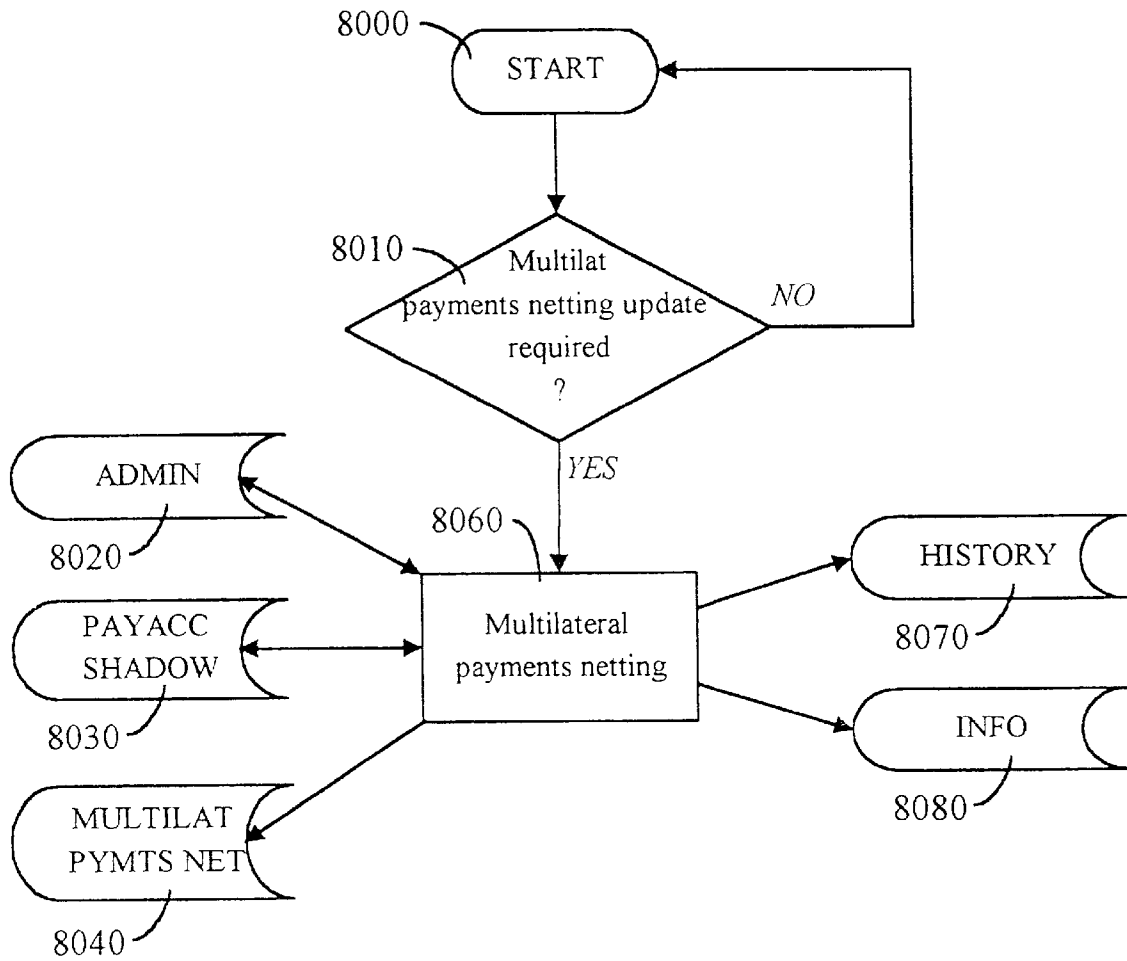 8000
START
8010
Multilat
payments netting update
required
?
NO
YES
ADMIN
8020
8060
HISTORY
8070
PAYACC
SHADOW
8030
Multilateral
payments netting
INFO
8080
MULTILAT
PYMTS NET
8040